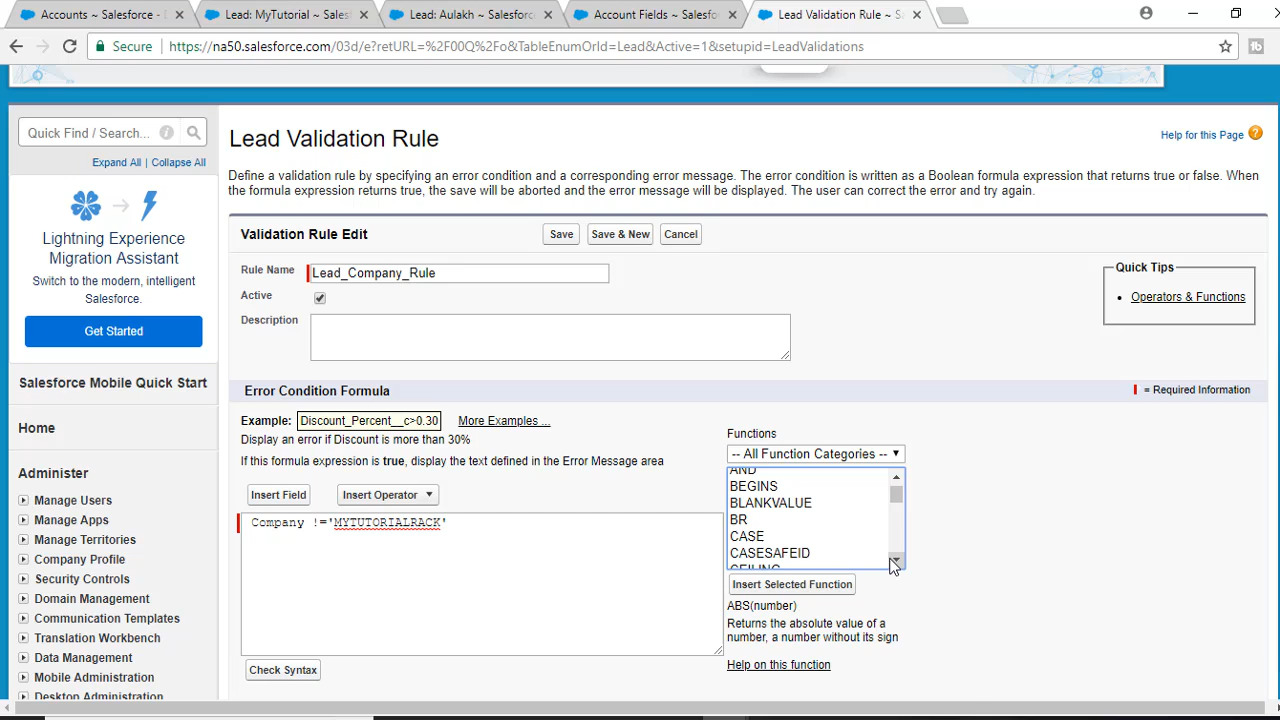 Accounts ~ Salesforce -
Lead: MyTutorial ~ Sales
Lead: Aulakh ~ Salesforc
Account Fields ~ Salesfo
Lead Validation Rule ~ S
Secure
https://na50.salesforce.com/03d/e?retURL=%2F00Q%2Fo&TableEnumOrId=Lead&Active=1&setupid=LeadValidations
Quick Find / Search...
Expand All | Collapse All
Lightning Experience
Migration Assistant
Switch to the modern, intelligent
Salesforce.
Get Started
Salesforce Mobile Quick Start
Home
Administer
Manage Users
Manage Apps
Manage Territories
Company Profile
Security Controls
Domain Management
Communication Templates
Translation Workbench
Data Management
Mobile Administration
Desktop Administration
Lead Validation Rule
Help for this Page
Define a validation rule by specifying an error condition and a corresponding error message. The error condition is written as a Boolean formula expression that returns true or false. When
the formula expression returns true, the save will be aborted and the error message will be displayed. The user can correct the error and try again.
Validation Rule Edit
Save
Save & New
Cancel
Rule Name
Lead_Company_Rule
Active
Description
Quick Tips
Operators & Functions
Error Condition Formula
= Required Information
Example:
Discount_Percent__c>0.30
More Examples ...
Display an error if Discount is more than 30%
If this formula expression is true, display the text defined in the Error Message area
Insert Field
Insert Operator
Company !='MYTUTORIALRACK'
Check Syntax
Functions
-- All Function Categories --
AND
BEGINS
BLANKVALUE
BR
CASE
CASESAFEID
CEILING
Insert Selected Function
ABS(number)
Returns the absolute value of a
number, a number without its sign
Help on this function